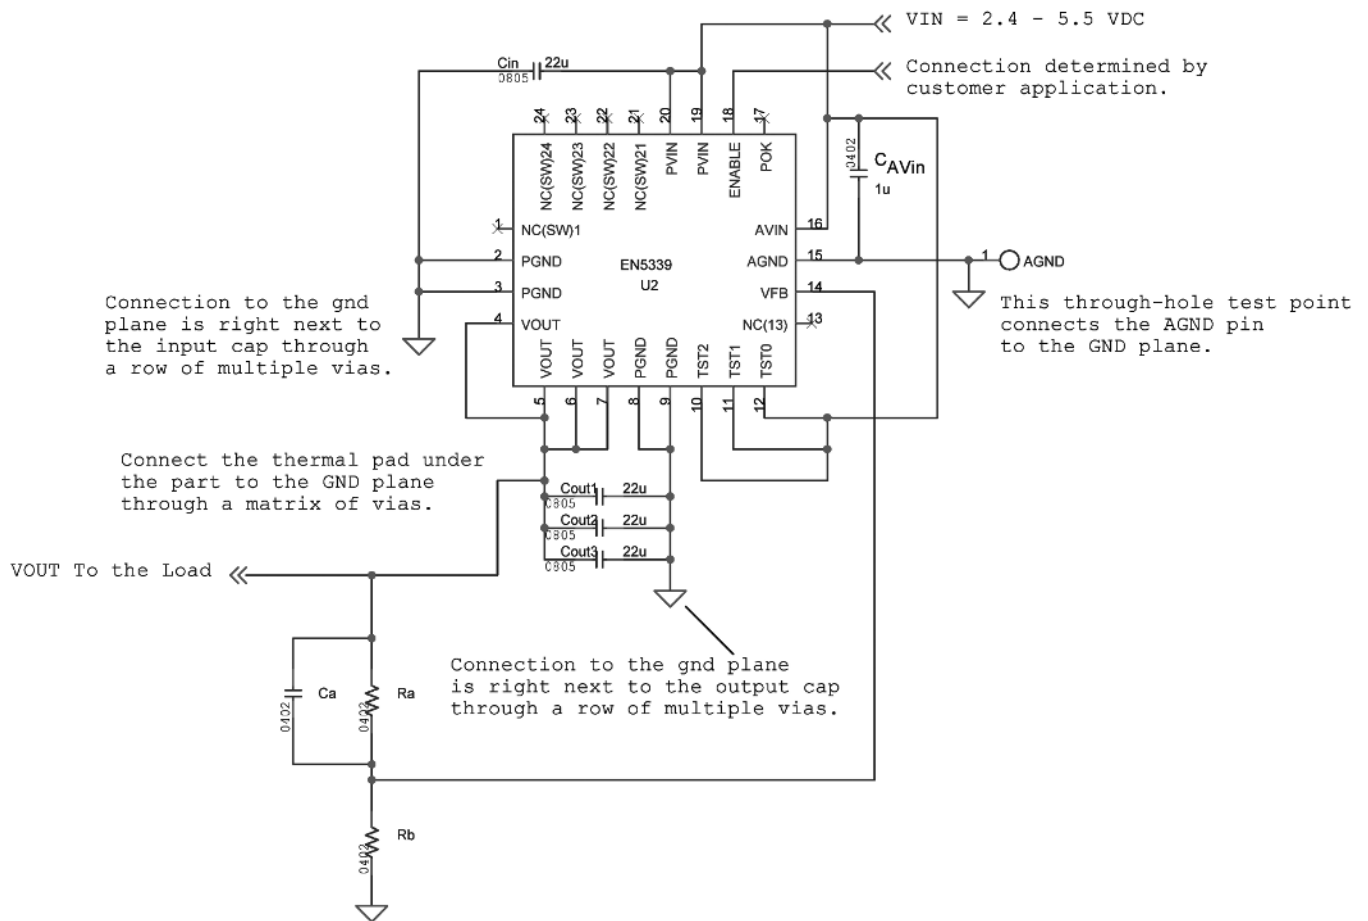 VIN = 2.4 - 5.5 VDC
Cin 22u
0805
Connection determined by
customer application.
24 23 22 21 20 19 18 17
NC(SW)24 NC(SW)23 NC(SW)22 NC(SW)21 PVIN PVIN ENABLE POK
0402
CAVin
1u
1 NC(SW)1
AVIN 16
2 PGND
AGND 15
1 AGND
EN5339
U2
3 PGND
VFB 14
4 VOUT
NC(13) 13
Connection to the gnd
plane is right next to
the input cap through
a row of multiple vias.
This through-hole test point
connects the AGND pin
to the GND plane.
VOUT VOUT VOUT PGND PGND TST2 TST1 TST0
5 6 7 8 9 10 11 12
Connect the thermal pad under
the part to the GND plane
through a matrix of vias.
Cout1 22u
0805
Cout2 22u
0805
Cout3 22u
0805
VOUT To the Load
Connection to the gnd plane
is right next to the output cap
through a row of multiple vias.
Ca
0402
Ra
0402
Rb
0402